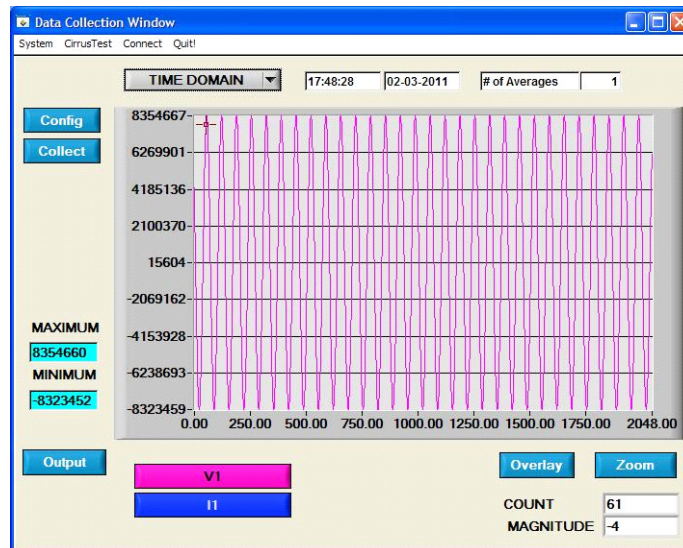 Data Collection Window
System CirrusTest Connect Quit!
TIME DOMAIN 17:48:28 02-03-2011 # of Averages 1
Config
Collect
8354667
6269901
4185136
2100370
15604
-2069162
-4153928
-6238693
-8323459
0.00 250.00 500.00 750.00 1000.00 1250.00 1500.00 1750.00 2048.00
MAXIMUM
8354660
MINIMUM
-8323452
Output
V1
I1
Overlay Zoom
COUNT 61
MAGNITUDE -4